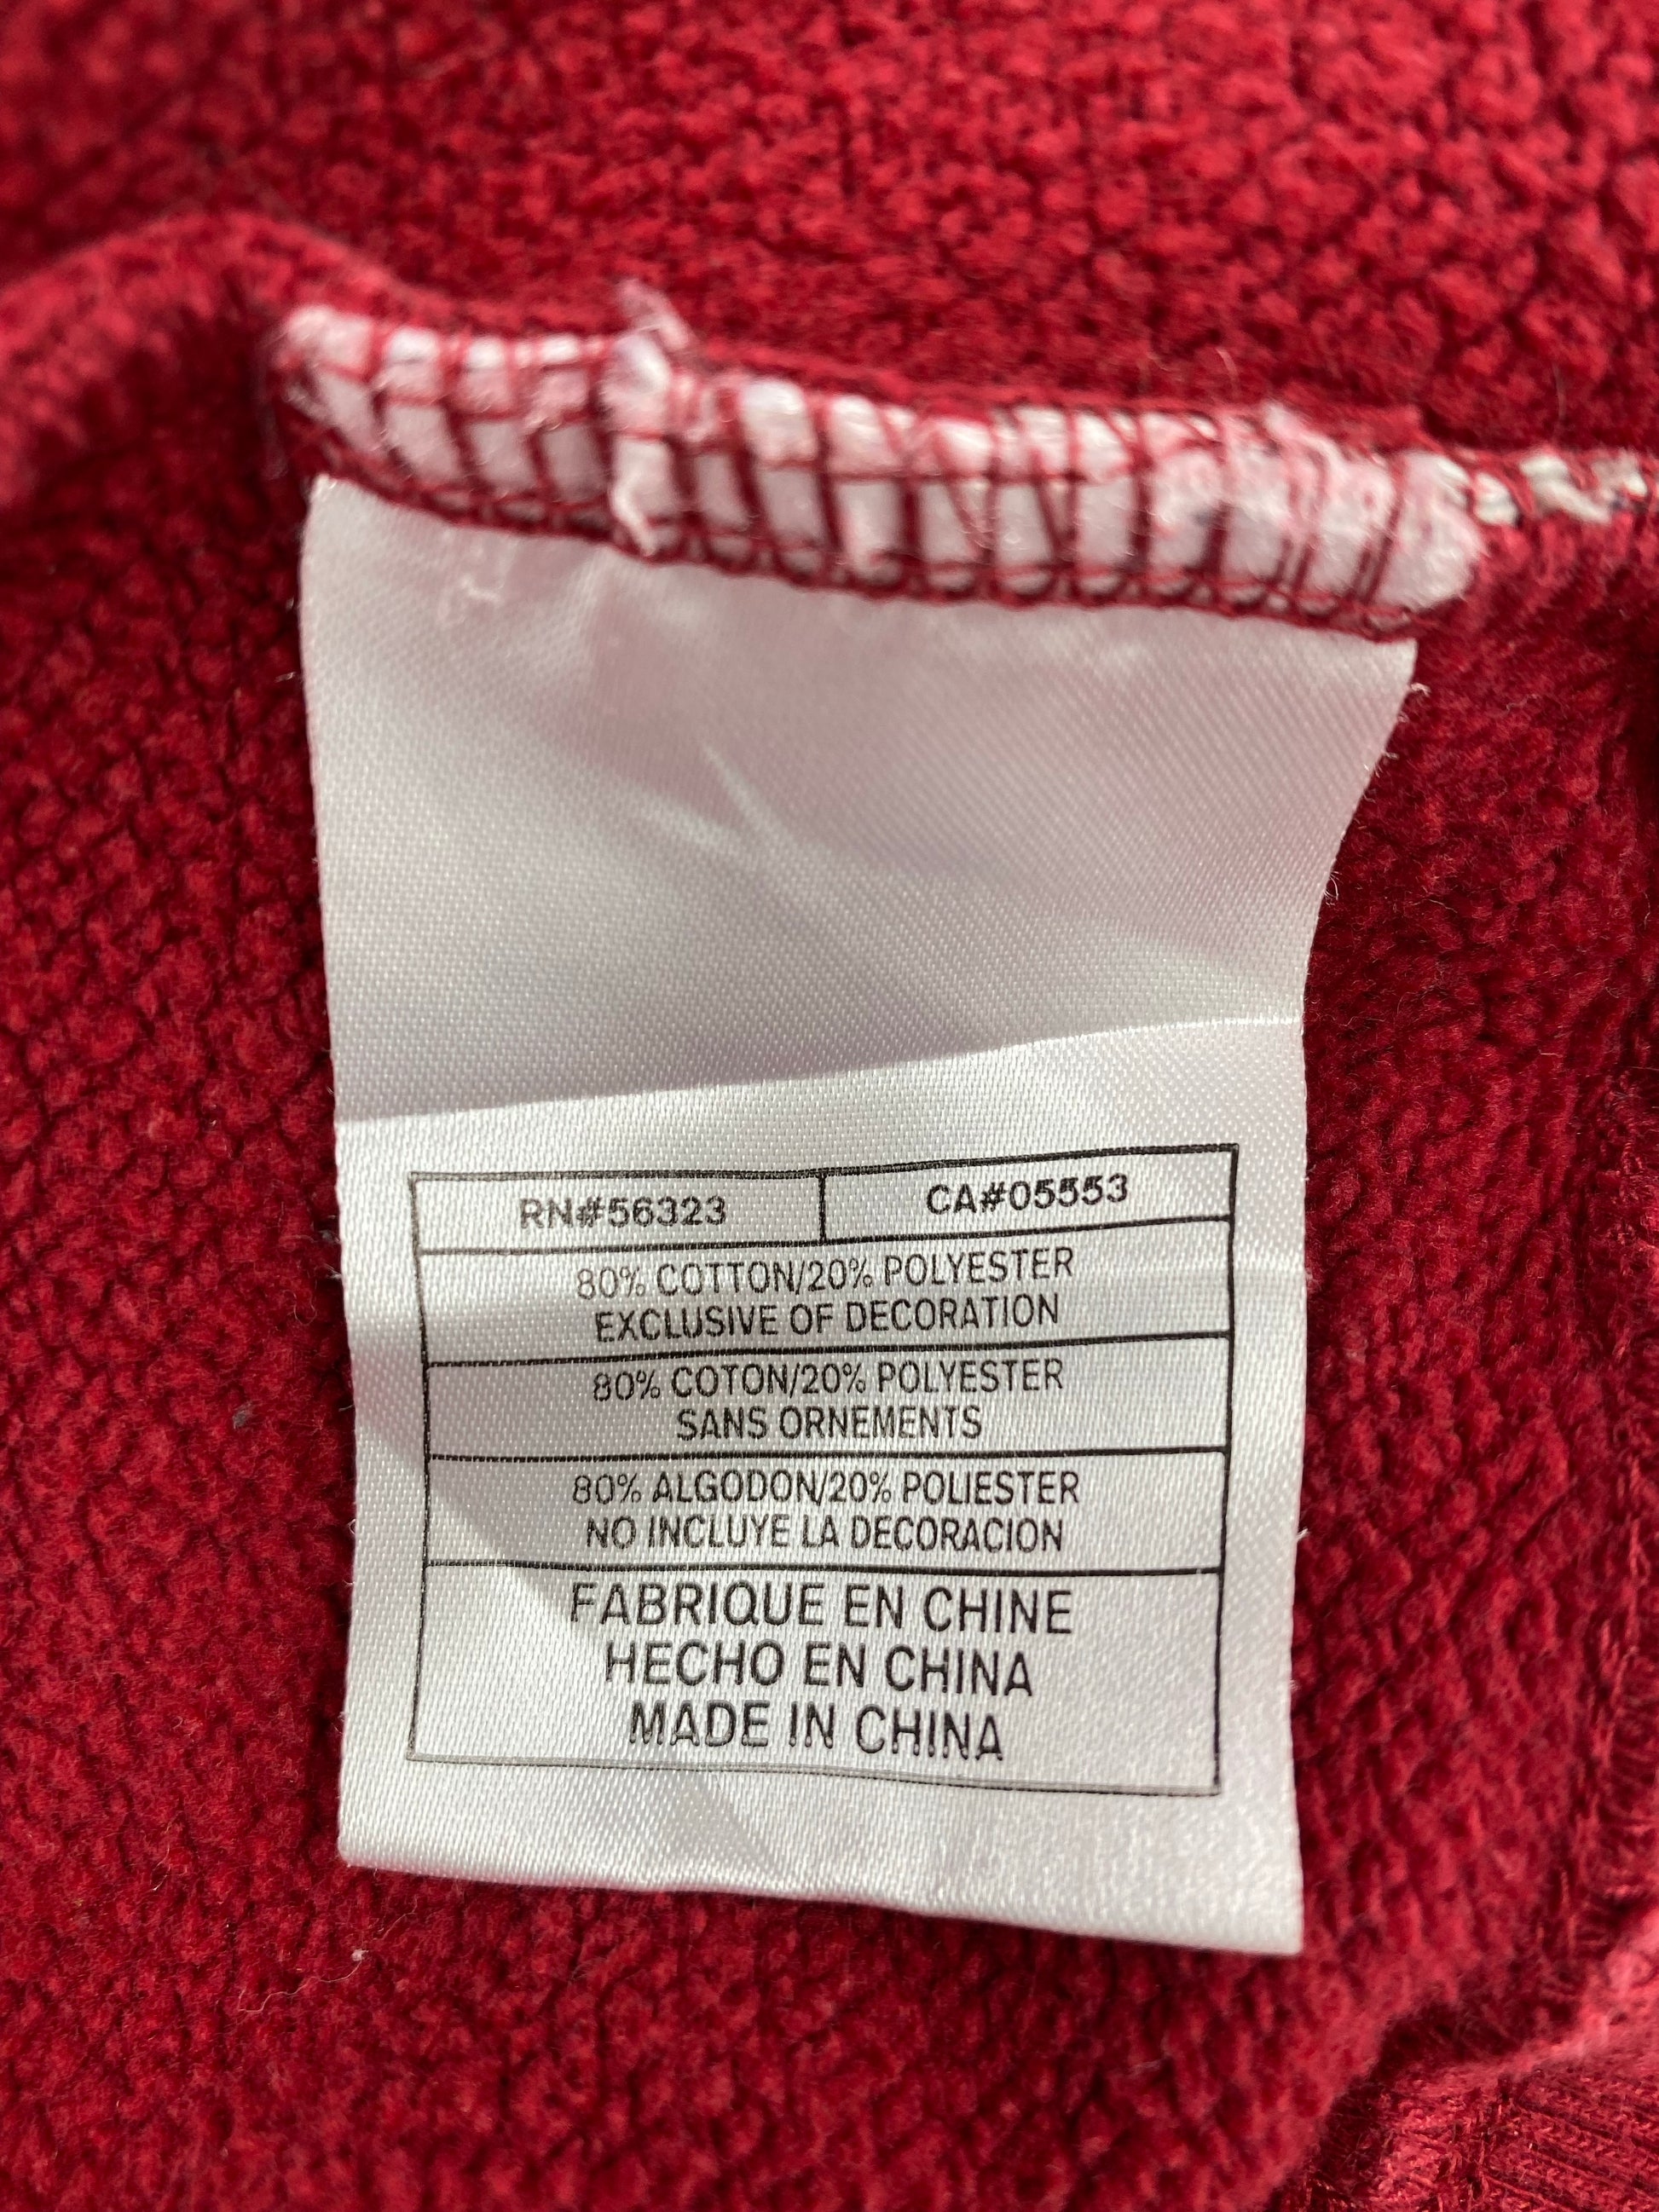 RN#56323 CA#05553
80% COTTON/20% POLYESTER
EXCLUSIVE OF DECORATION
80% COTON/20% POLYESTER
SANS ORNEMENTS
80% ALGODON/20% POLIESTER
NO INCLUYE LA DECORACION
FABRIQUE EN CHINE
HECHO EN CHINA
MADE IN CHINA